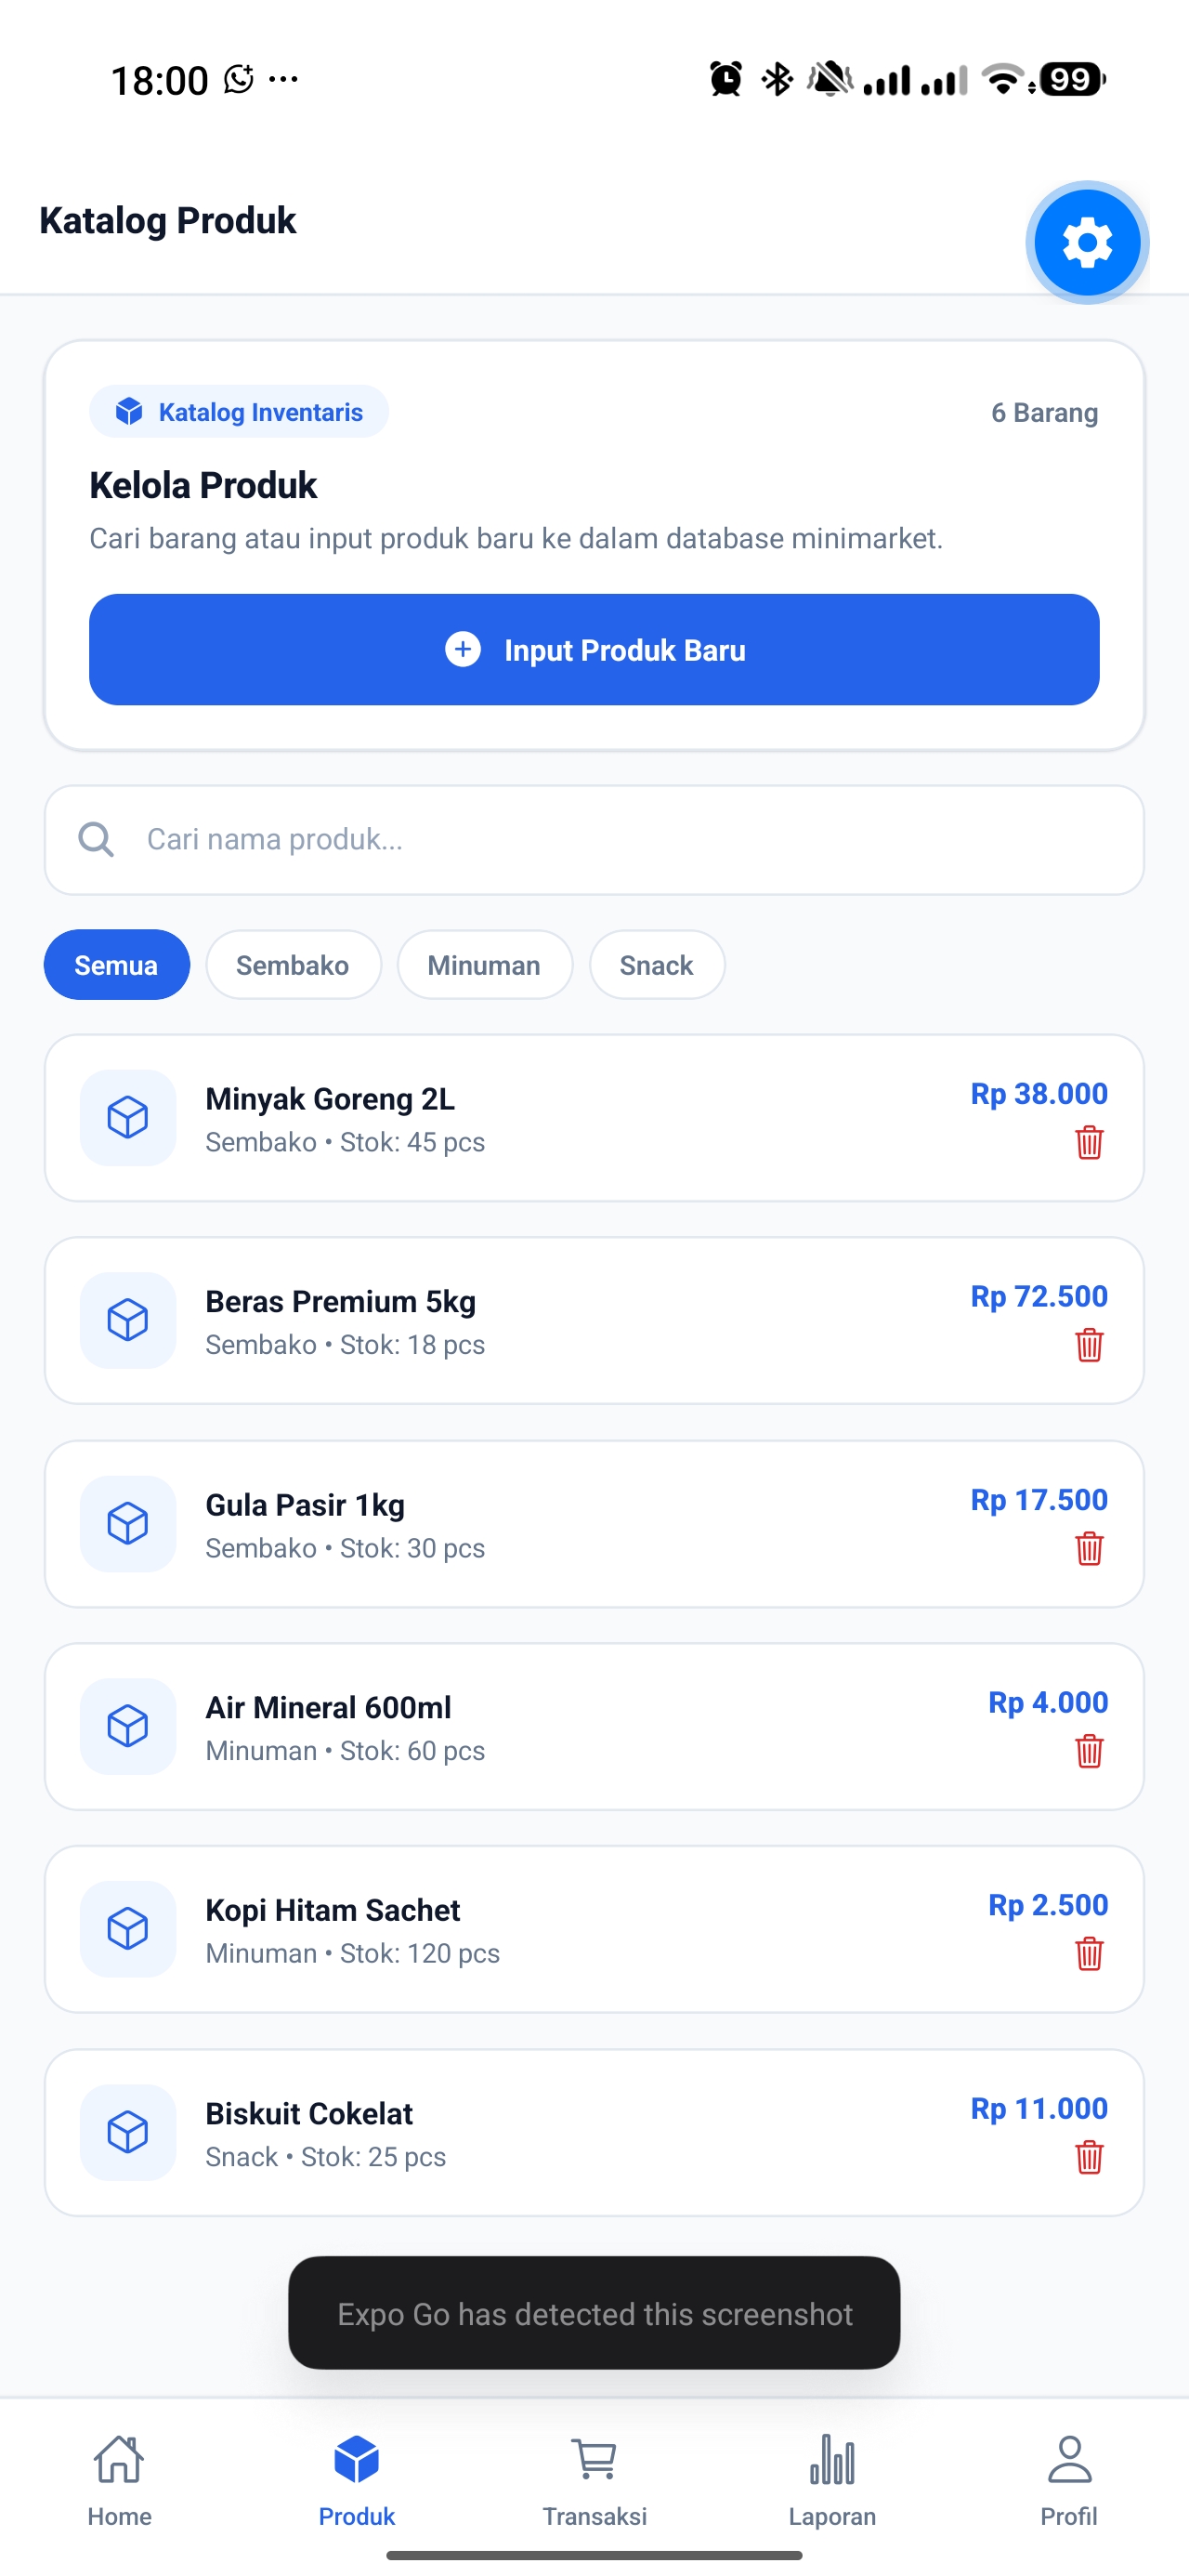 18:00
99
Katalog Produk
Katalog Inventaris
6 Barang
Kelola Produk
Cari barang atau input produk baru ke dalam database minimarket.
Input Produk Baru
Cari nama produk...
Semua
Sembako
Minuman
Snack
Minyak Goreng 2L
Rp 38.000
Sembako • Stok: 45 pcs
Beras Premium 5kg
Rp 72.500
Sembako • Stok: 18 pcs
Gula Pasir 1kg
Rp 17.500
Sembako • Stok: 30 pcs
Air Mineral 600ml
Rp 4.000
Minuman • Stok: 60 pcs
Kopi Hitam Sachet
Rp 2.500
Minuman • Stok: 120 pcs
Biskuit Cokelat
Rp 11.000
Snack • Stok: 25 pcs
Expo Go has detected this screenshot
Home
Produk
Transaksi
Laporan
Profil